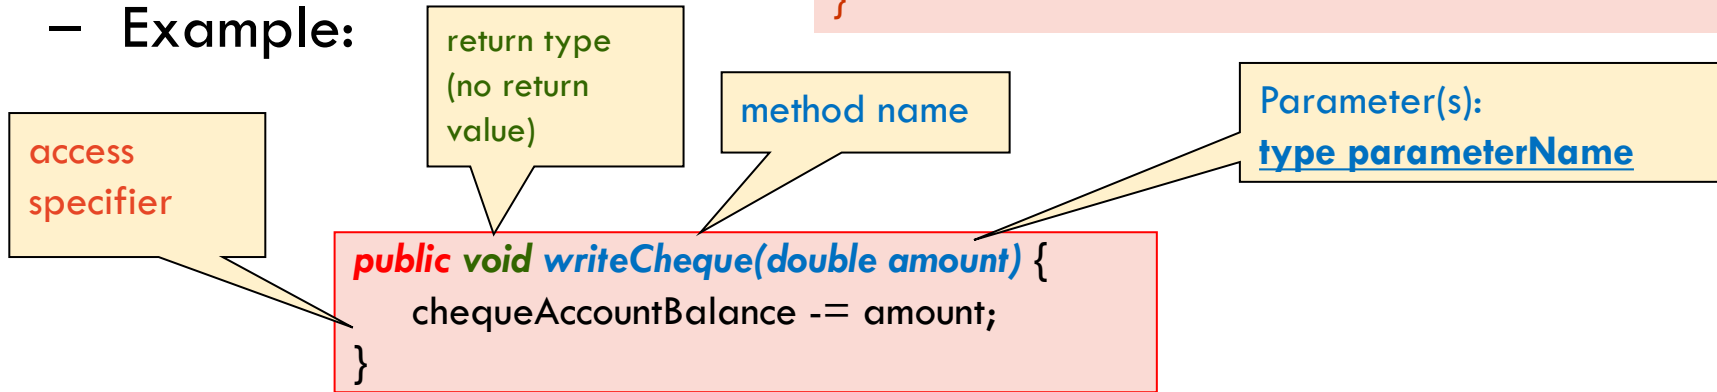 }
– Example:
return type
(no return
value)
method name
Parameter(s):
type parameterName
access
specifier
public void writeCheque(double amount) {
chequeAccountBalance -= amount;
}